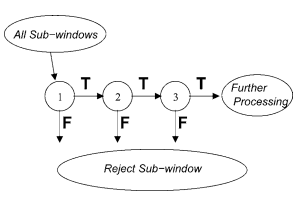 All Sub-windows
T T T Further
Processing
1 2 3
F F F
Reject Sub-window